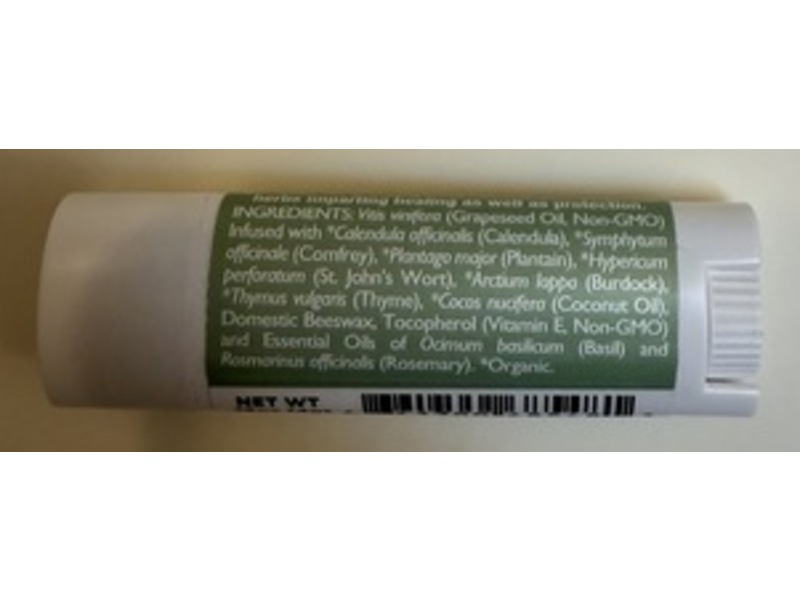 herbs imparting healing as well as protection.
INGREDIENTS: Vitis vinifera (Grapeseed Oil, Non-GMO)
Infused with *Calendula officinalis (Calendula), *Symphytum
officinale (Comfrey), *Plantago major (Plantain), *Hypericum
perforatum (St. John's Wort), *Arctium lappa (Burdock),
*Thymus vulgaris (Thyme), *Cocos nucifera (Coconut Oil),
Domestic Beeswax, Tocopherol (Vitamin E, Non-GMO)
and Essential Oils of Ocimum basilicum (Basil) and
Rosmarinus officinalis (Rosemary). *Organic.
NET WT